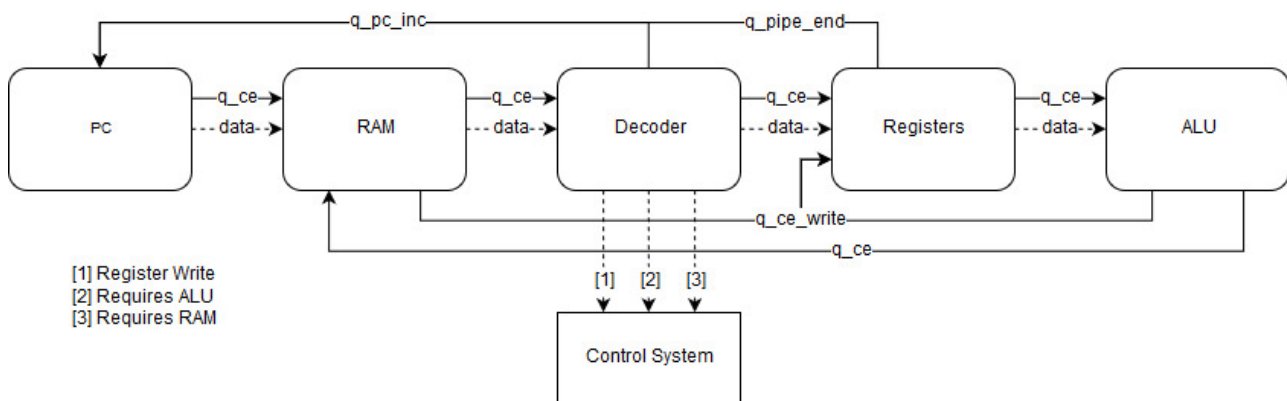 q_pc_inc
q_pipe_end
PC
q_ce
data
RAM
q_ce
data
Decoder
q_ce
data
Registers
q_ce
data
ALU
q_ce_write
q_ce
[1] Register Write
[2] Requires ALU
[3] Requires RAM
[1]
[2]
[3]
Control System